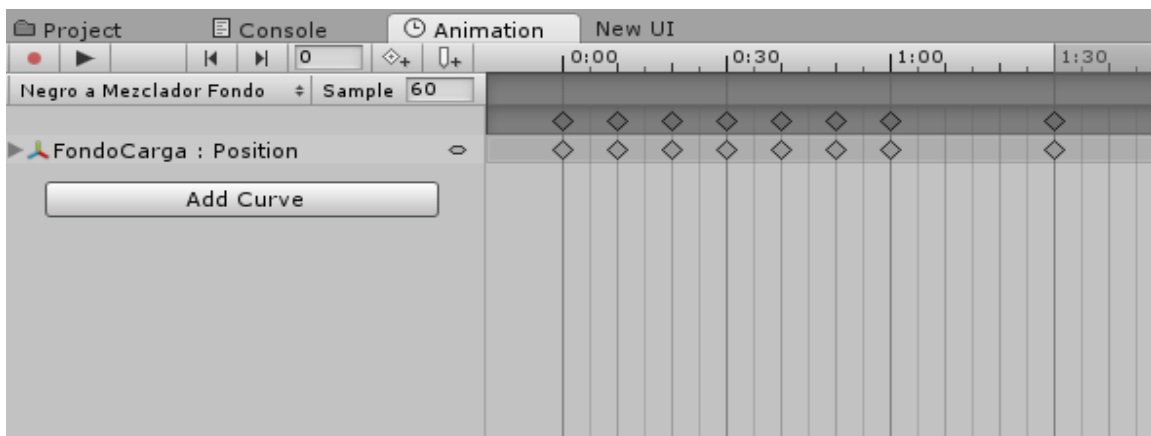 Project Console Animation New UI
0 0:00 0:30 1:00 1:30
Negro a Mezclador Fondo Sample 60
FondoCarga : Position
Add Curve